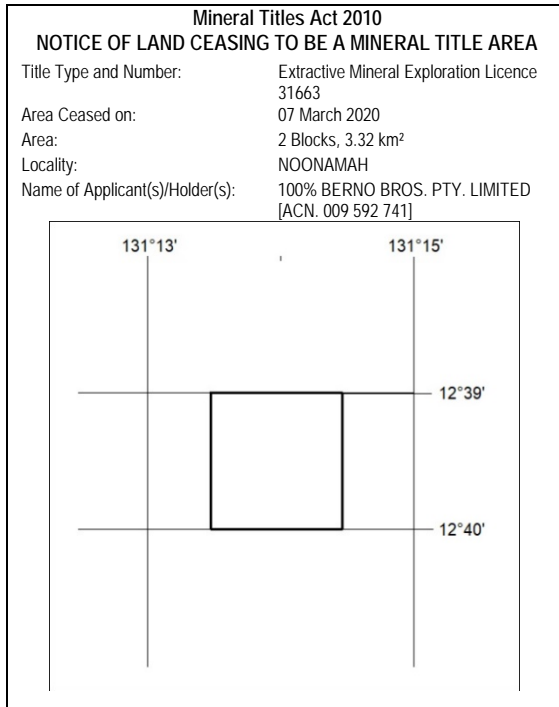 Mineral Titles Act 2010
NOTICE OF LAND CEASING TO BE A MINERAL TITLE AREA
Title Type and Number: Extractive Mineral Exploration Licence
31663
Area Ceased on: 07 March 2020
Area: 2 Blocks, 3.32 km²
Locality: NOONAMAH
Name of Applicant(s)/Holder(s): 100% BERNO BROS. PTY. LIMITED
[ACN. 009 592 741]
131°13' 131°15'
12°39'
12°40'